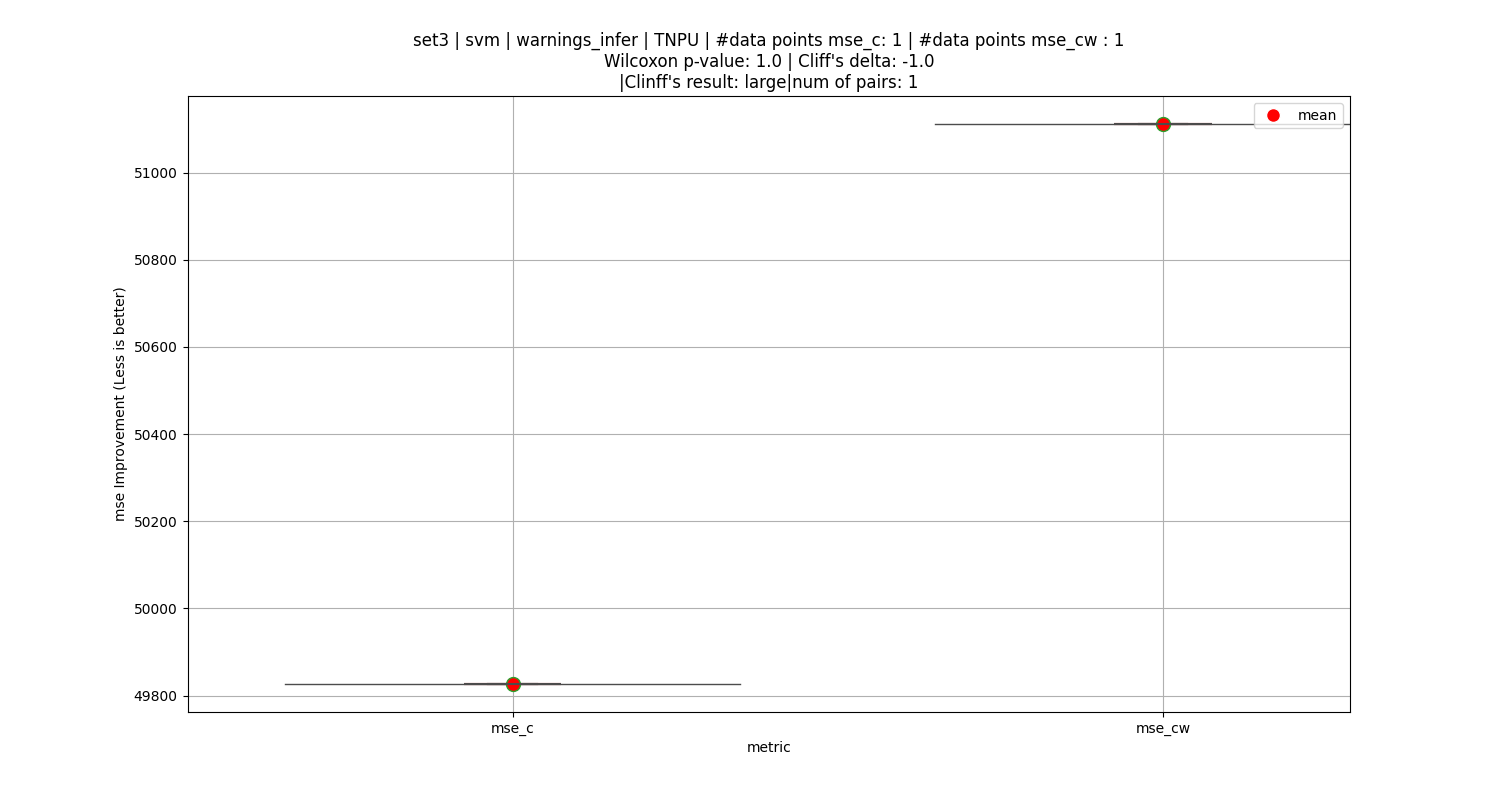 set3 | svm | warnings_infer | TNPU | #data points mse_c: 1 | #data points mse_cw : 1
Wilcoxon p-value: 1.0 | Cliff's delta: -1.0
|Clinff's result: large|num of pairs: 1
mean
51000
50800
50600
50400
50200
50000
49800
mse Improvement (Less is better)
mse_c
mse_cw
metric